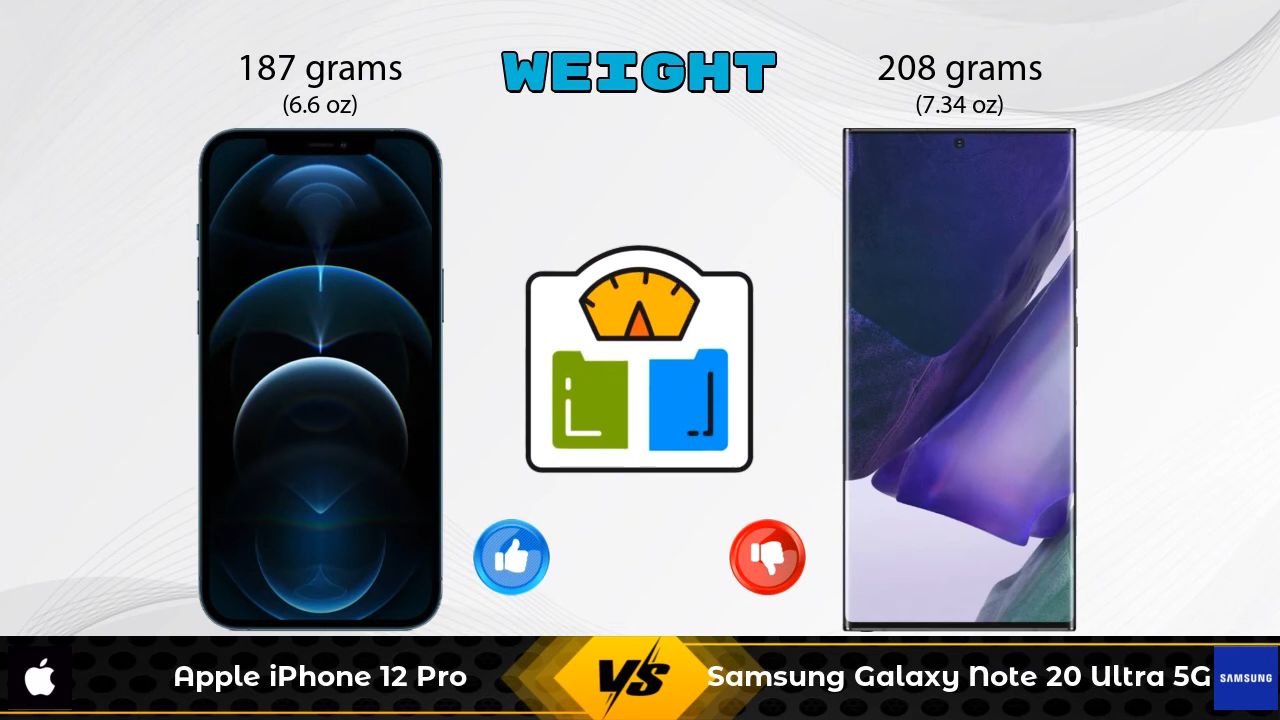 WEIGHT
187 grams
(6.6 oz)
208 grams
(7.34 oz)
Apple iPhone 12 Pro
VS
Samsung Galaxy Note 20 Ultra 5G
SAMSUNG